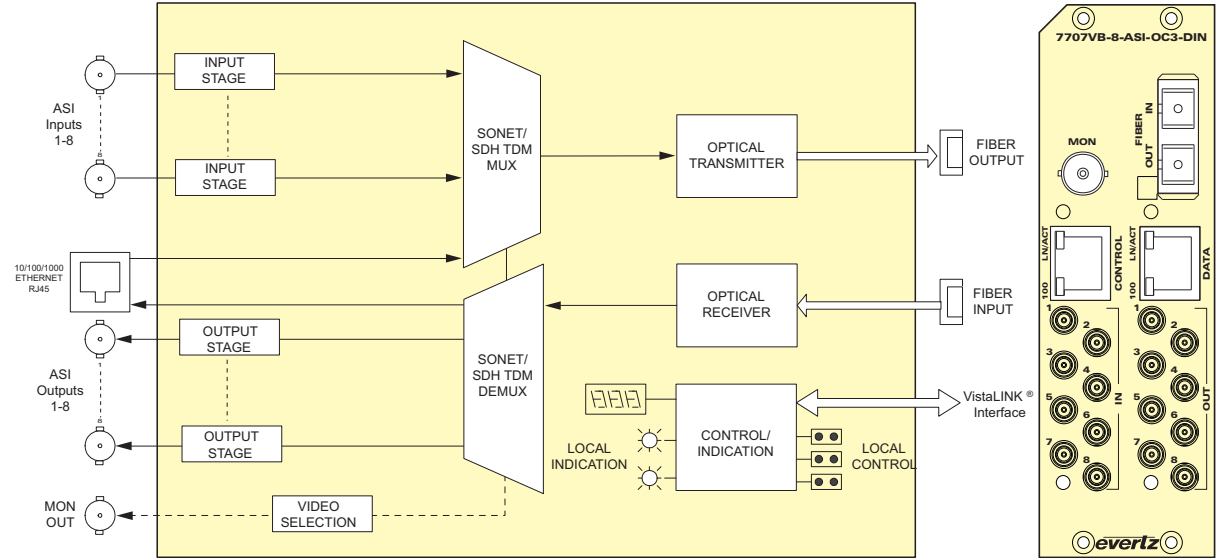 ASI
Inputs
1-8
INPUT
STAGE
INPUT
STAGE
SONET/
SDH TDM
MUX
OPTICAL
TRANSMITTER
FIBER
OUTPUT
10/100/1000
ETHERNET
RJ45
OPTICAL
RECEIVER
FIBER
INPUT
ASI
Outputs
1-8
OUTPUT
STAGE
OUTPUT
STAGE
SONET/
SDH TDM
DEMUX
LOCAL
INDICATION
CONTROL/
INDICATION
LOCAL
CONTROL
VistaLINK ®
Interface
MON
OUT
VIDEO
SELECTION
7707VB-8-ASI-OC3-DIN
MON
FIBER
IN
OUT
LN/ACT
100
CONTROL
LN/ACT
100
DATA
1
2
3
4
5
6
7
8
IN
1
2
3
4
5
6
7
8
OUT
evertz